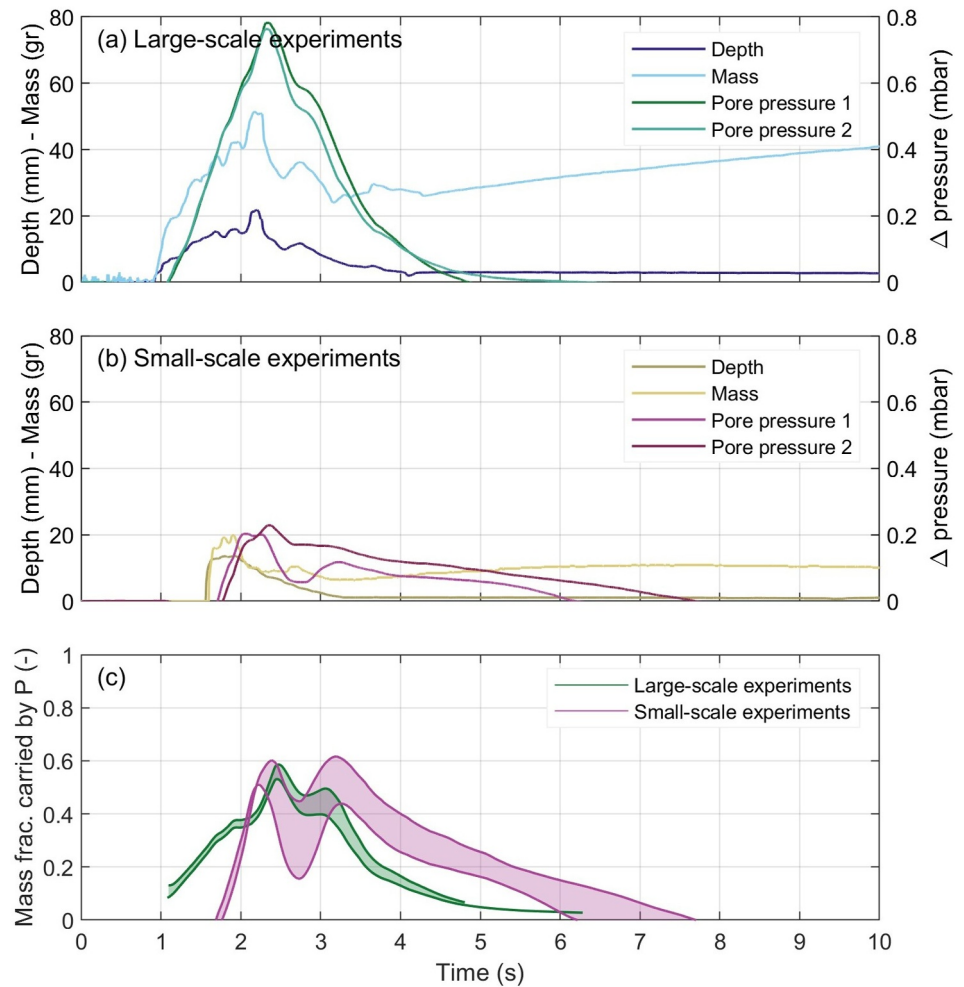 (a) Large-scale experiments
Depth (mm) - Mass (gr)
80
60
40
20
0
Depth
Mass
Pore pressure 1
Pore pressure 2
0.8
0.6
0.4
0.2
0
Δ pressure (mbar)
(b) Small-scale experiments
Depth (mm) - Mass (gr)
80
60
40
20
0
Depth
Mass
Pore pressure 1
Pore pressure 2
0.8
0.6
0.4
0.2
0
Δ pressure (mbar)
(c)
Mass frac. carried by P (-)
1
0.8
0.6
0.4
0.2
0
Large-scale experiments
Small-scale experiments
0 1 2 3 4 5 6 7 8 9 10
Time (s)